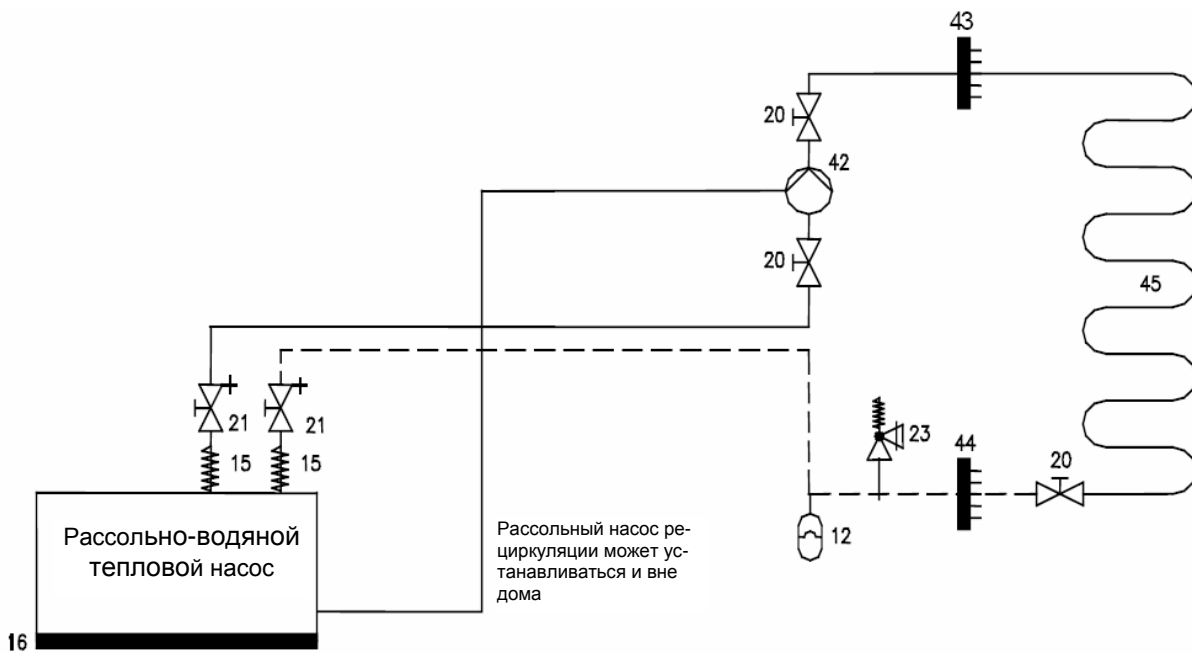 43
20
42
20
45
21
21
15
15
23
44
20
12
Рассольно-водяной
тепловой насос
Рассольный насос ре-
циркуляции может ус-
танавливаться и вне
дома
16